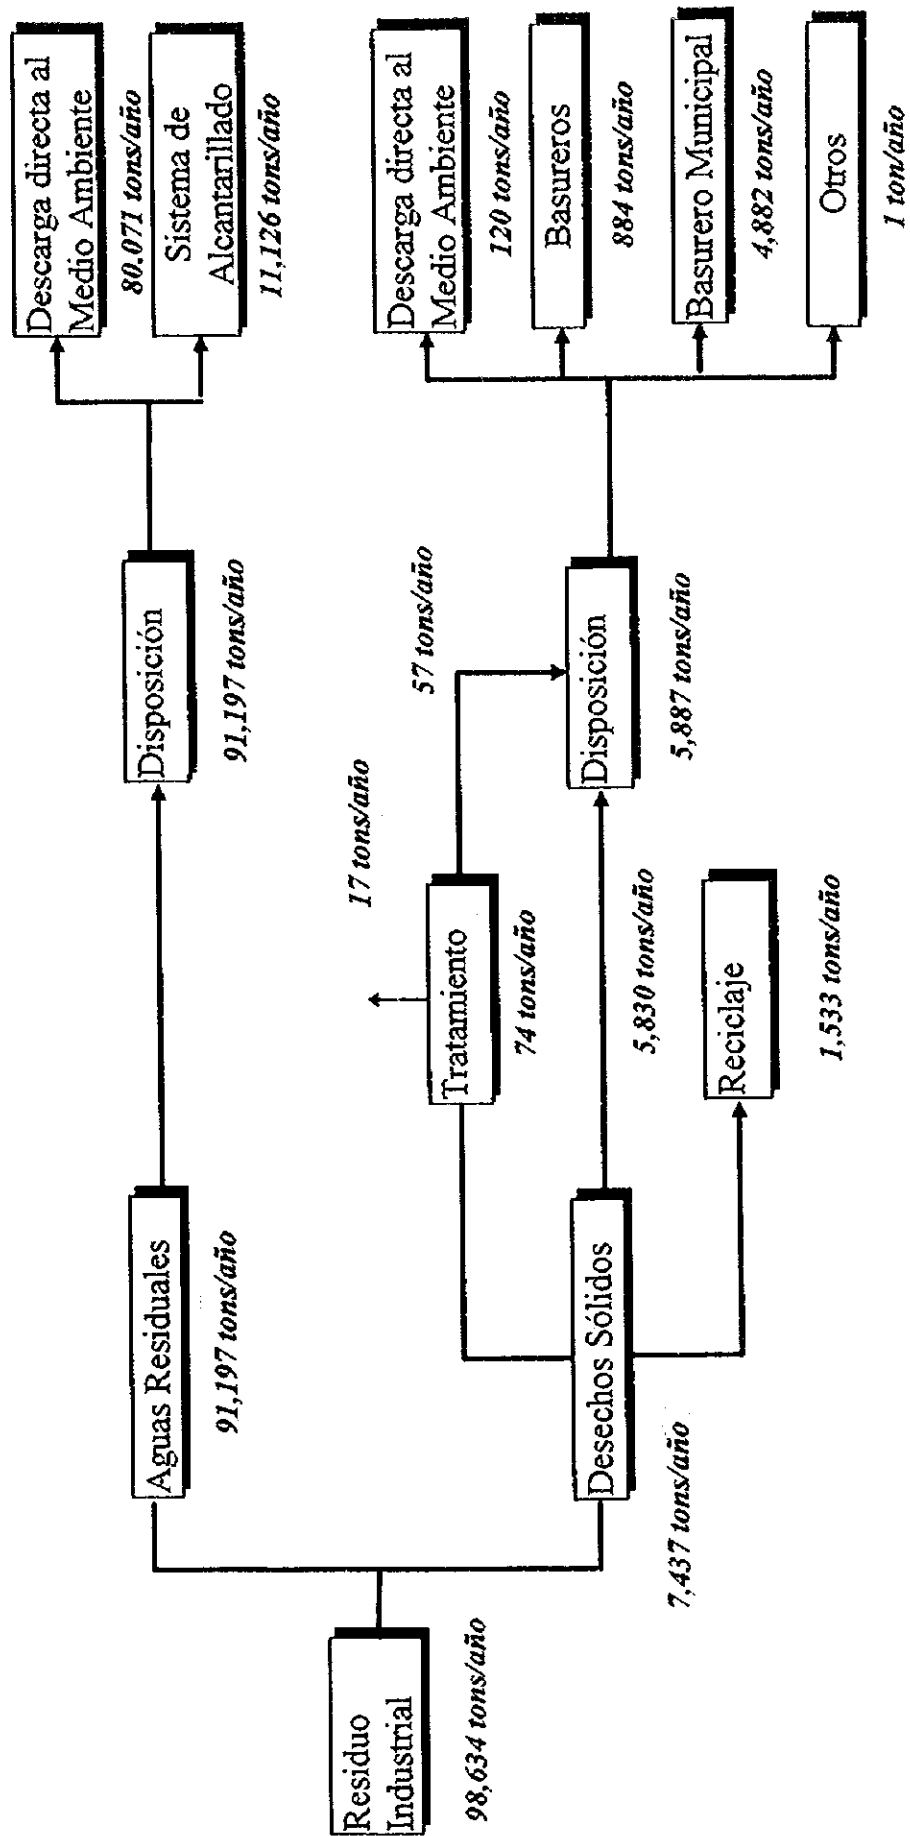 Residuo
Industrial
98,634 tons/año
Aguas Residuales
91,197 tons/año
Disposición
91,197 tons/año
Descarga directa al
Medio Ambiente
80.071 tons/año
Sistema de
Alcantarillado
11,126 tons/año
Desechos Sólidos
7,437 tons/año
Tratamiento
74 tons/año
17 tons/año
57 tons/año
5,830 tons/año
Reciclaje
1,533 tons/año
Disposición
5,887 tons/año
Descarga directa al
Medio Ambiente
120 tons/año
Basureros
884 tons/año
Basurero Municipal
4,882 tons/año
Otros
1 ton/año